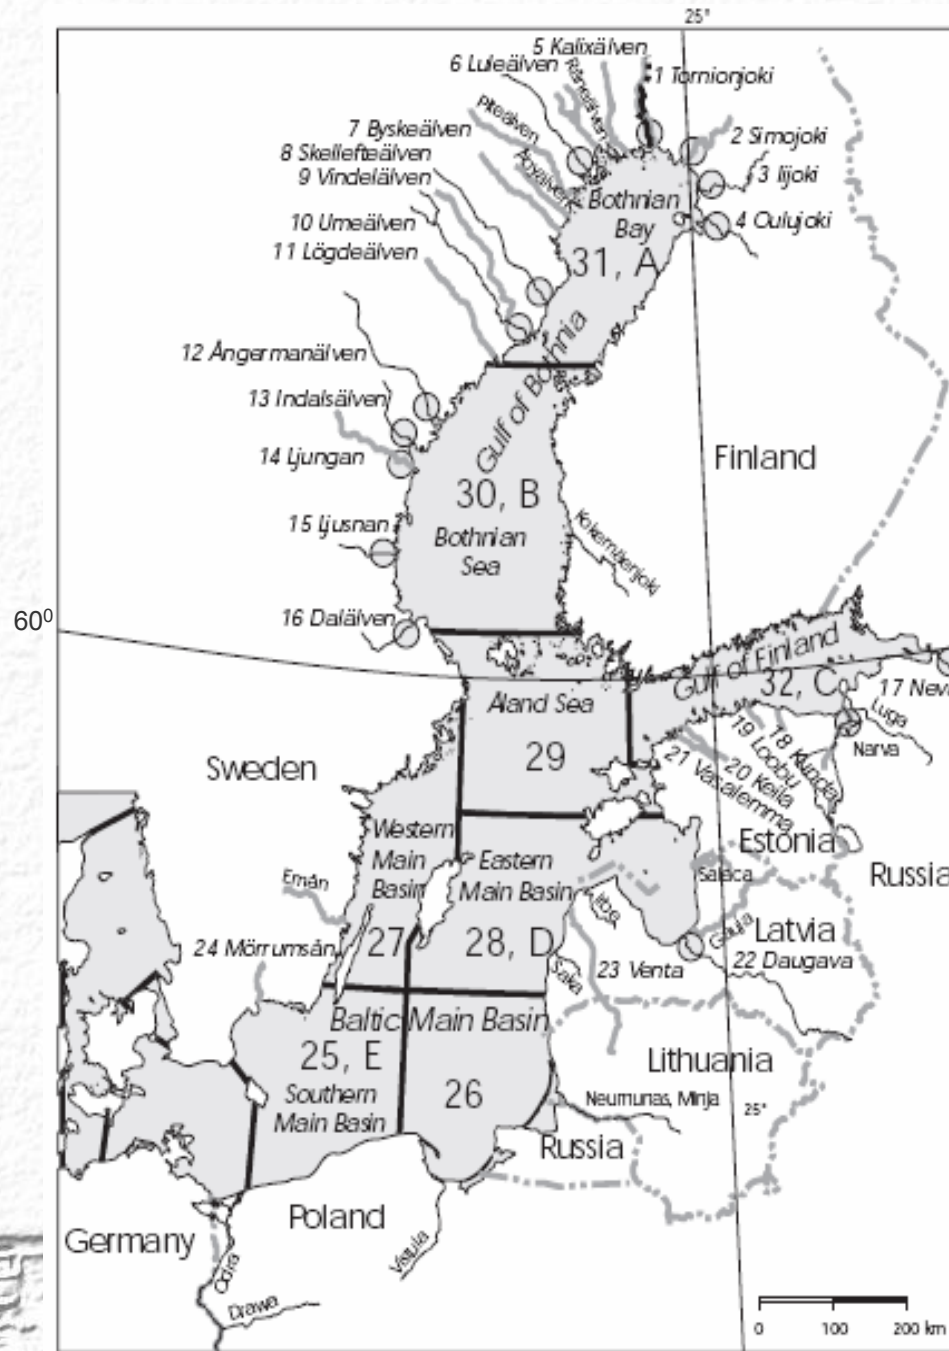 25°
5 Kalixälven
6 Luleälven
Råneälven
1 Tornionjoki
Piteälven
7 Byskeälven
2 Simojoki
8 Skellefteälven
Åbyälven
3 Iijoki
9 Vindelälven
Bothnian
Bay
10 Umeälven
4 Oulujoki
11 Lögdeälven
31, A
Gulf of Bothnia
12 Ångermanälven
13 Indalsälven
14 Ljungan
Finland
30, B
15 Ljusnan
Bothnian
Sea
Kokemäenjoki
16 Dalälven
60⁰
Gulf of Finland
32, C
17 Nev
Luga
Aland Sea
Narva
18 Kunda
19 Loobu
20 Keila
21 Vasalemma
29
Sweden
Western
Main
Basin
Eastern
Main Basin
Estonia
Russia
Salaca
Emån
Irbe
Gauja
Latvia
24 Mörrumsån
27
28, D
Saka
23 Venta
22 Daugava
Baltic Main Basin
25, E
Lithuania
Southern
Main Basin
26
Neumunas, Minja
25°
Russia
Poland
Germany
Vistula
Odra
Drawa
0 100 200 km